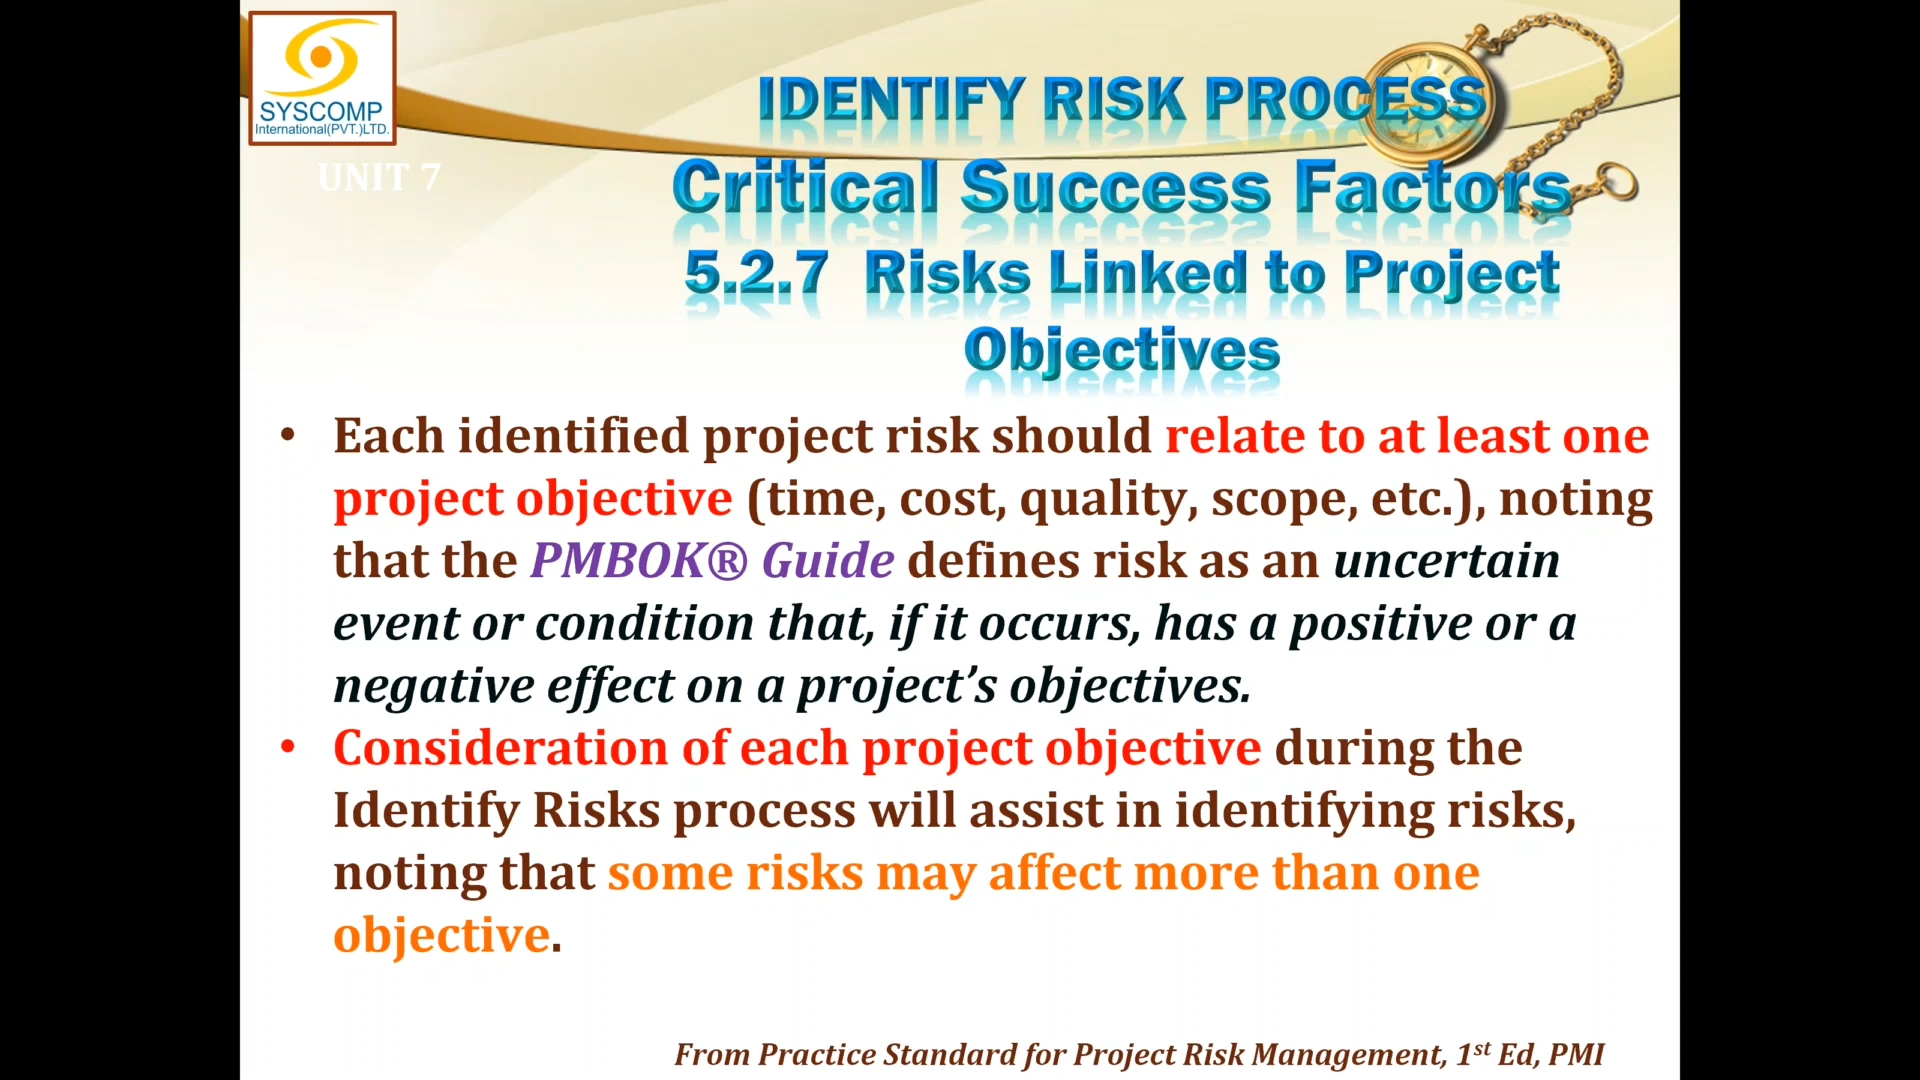 SYSCOMP
International(PVT.)LTD.
UNIT 7
IDENTIFY RISK PROCESS
Critical Success Factors
5.2.7 Risks Linked to Project
Objectives
• Each identified project risk should relate to at least one
project objective (time, cost, quality, scope, etc.), noting
that the PMBOK® Guide defines risk as an uncertain
event or condition that, if it occurs, has a positive or a
negative effect on a project’s objectives.
• Consideration of each project objective during the
Identify Risks process will assist in identifying risks,
noting that some risks may affect more than one
objective.
From Practice Standard for Project Risk Management, 1st Ed, PMI